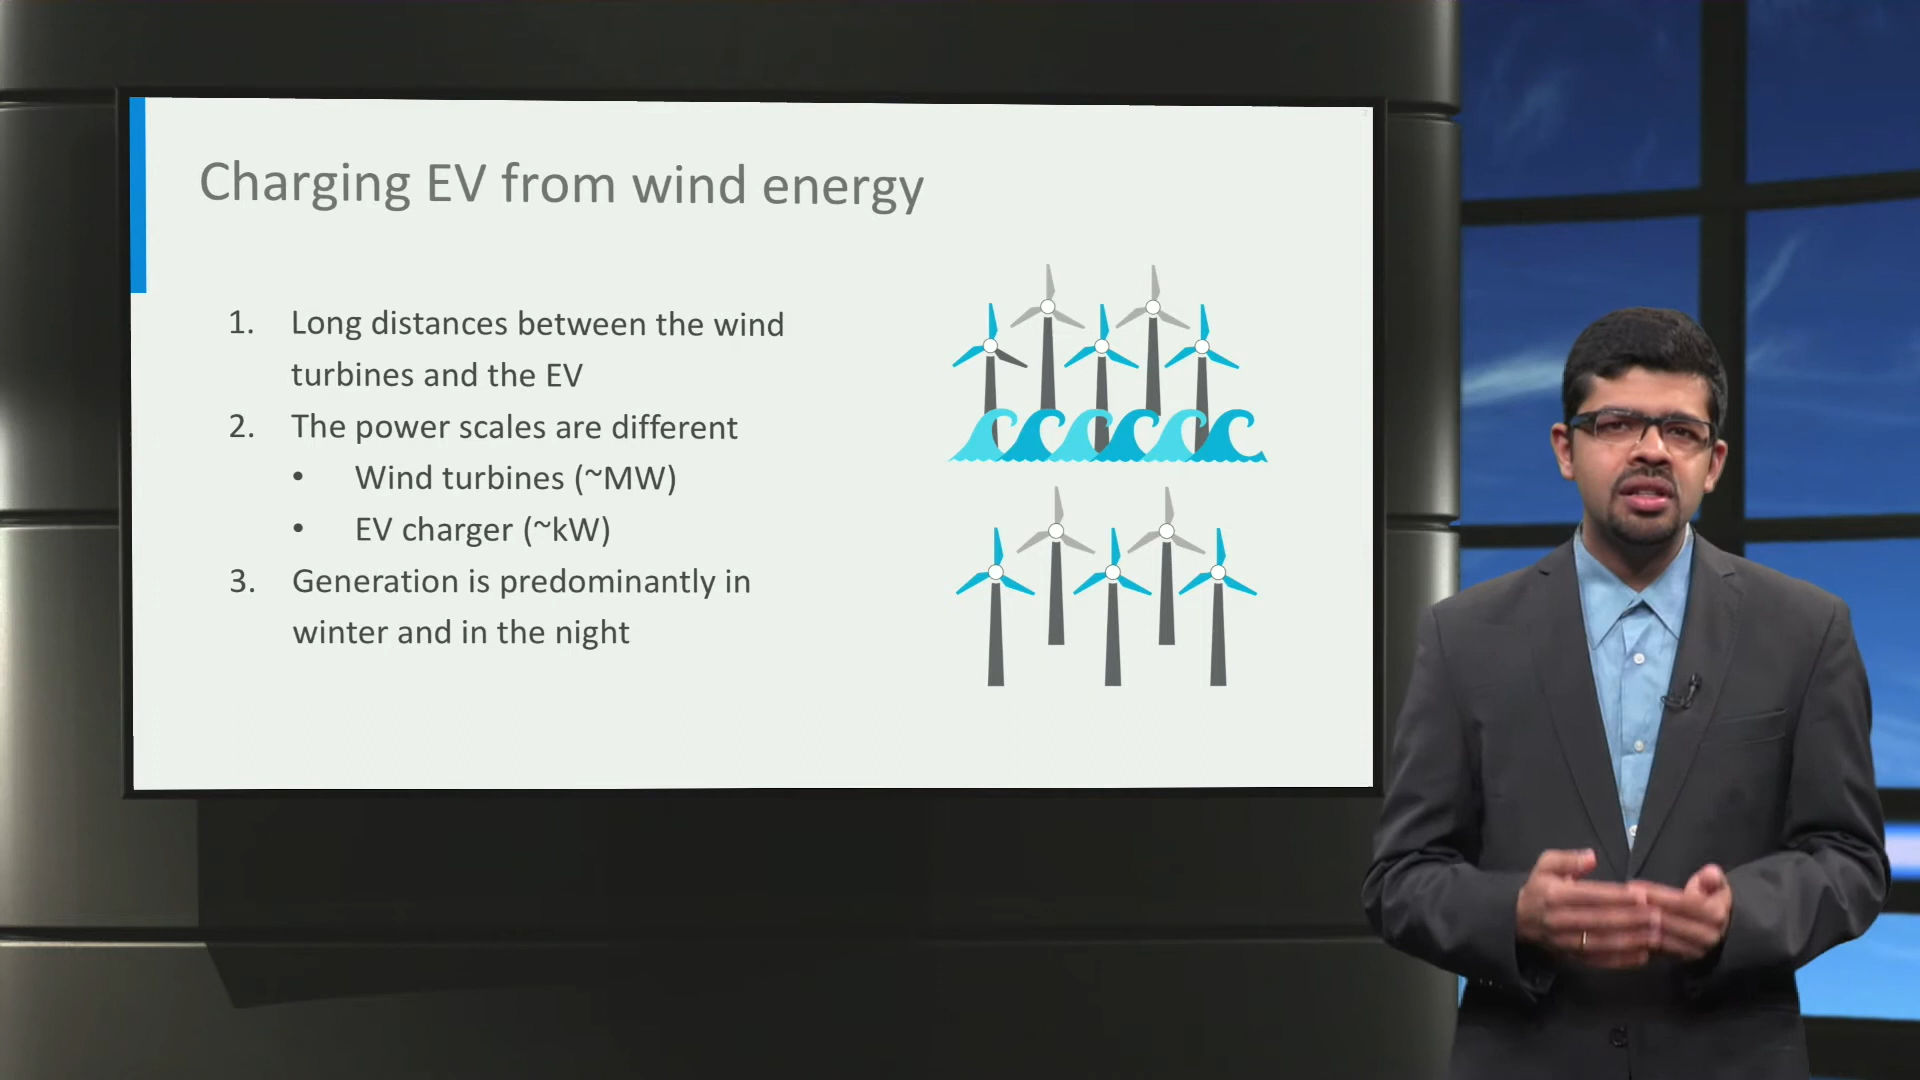 Charging EV from wind energy
1. Long distances between the wind
turbines and the EV
2. The power scales are different
• Wind turbines (~MW)
• EV charger (~kW)
3. Generation is predominantly in
winter and in the night